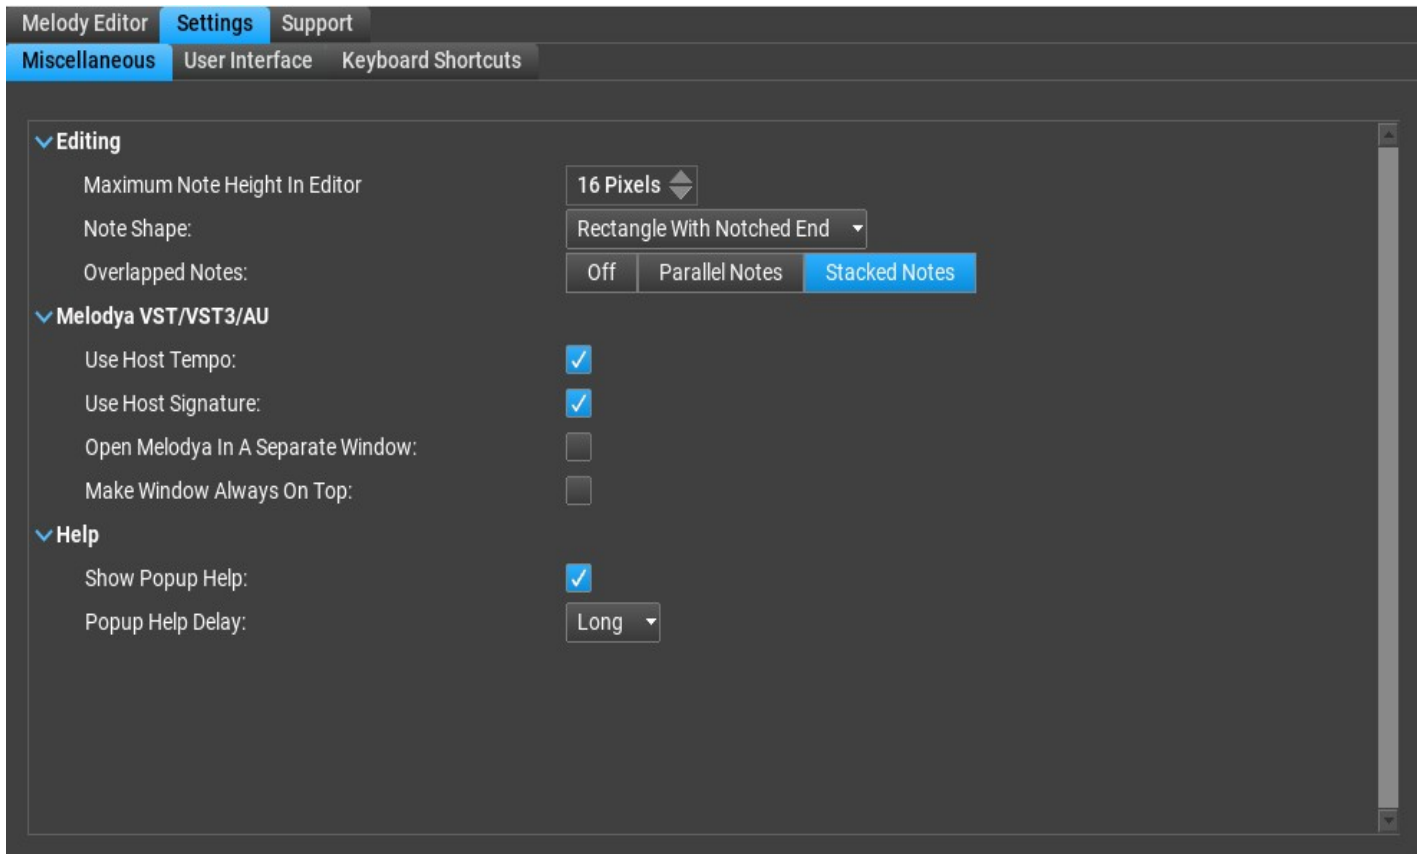 Melody Editor Settings Support
Miscellaneous User Interface Keyboard Shortcuts
Editing
Maximum Note Height In Editor 16 Pixels
Note Shape: Rectangle With Notched End
Overlapped Notes: Off Parallel Notes Stacked Notes
Melodya VST/VST3/AU
Use Host Tempo:
Use Host Signature:
Open Melodya In A Separate Window:
Make Window Always On Top:
Help
Show Popup Help:
Popup Help Delay: Long